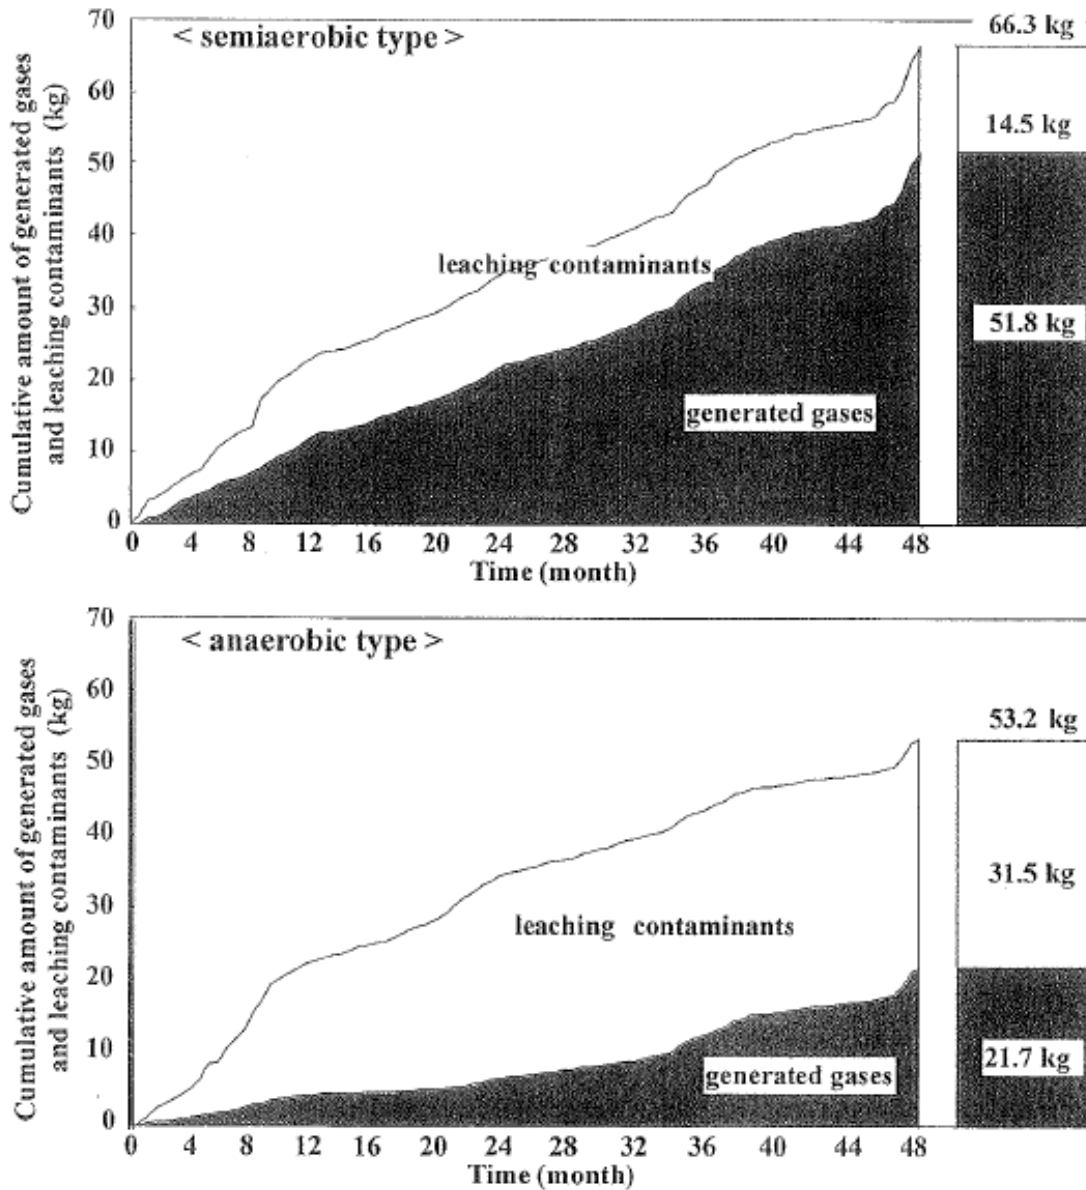 < semiaerobic type >
66.3 kg
14.5 kg
51.8 kg
70
60
50
40
30
20
10
0
Cumulative amount of generated gases
and leaching contaminants (kg)
leaching contaminants
generated gases
0 4 8 12 16 20 24 28 32 36 40 44 48
Time (month)
< anaerobic type >
53.2 kg
31.5 kg
21.7 kg
70
60
50
40
30
20
10
0
Cumulative amount of generated gases
and leaching contaminants (kg)
leaching contaminants
generated gases
0 4 8 12 16 20 24 28 32 36 40 44 48
Time (month)